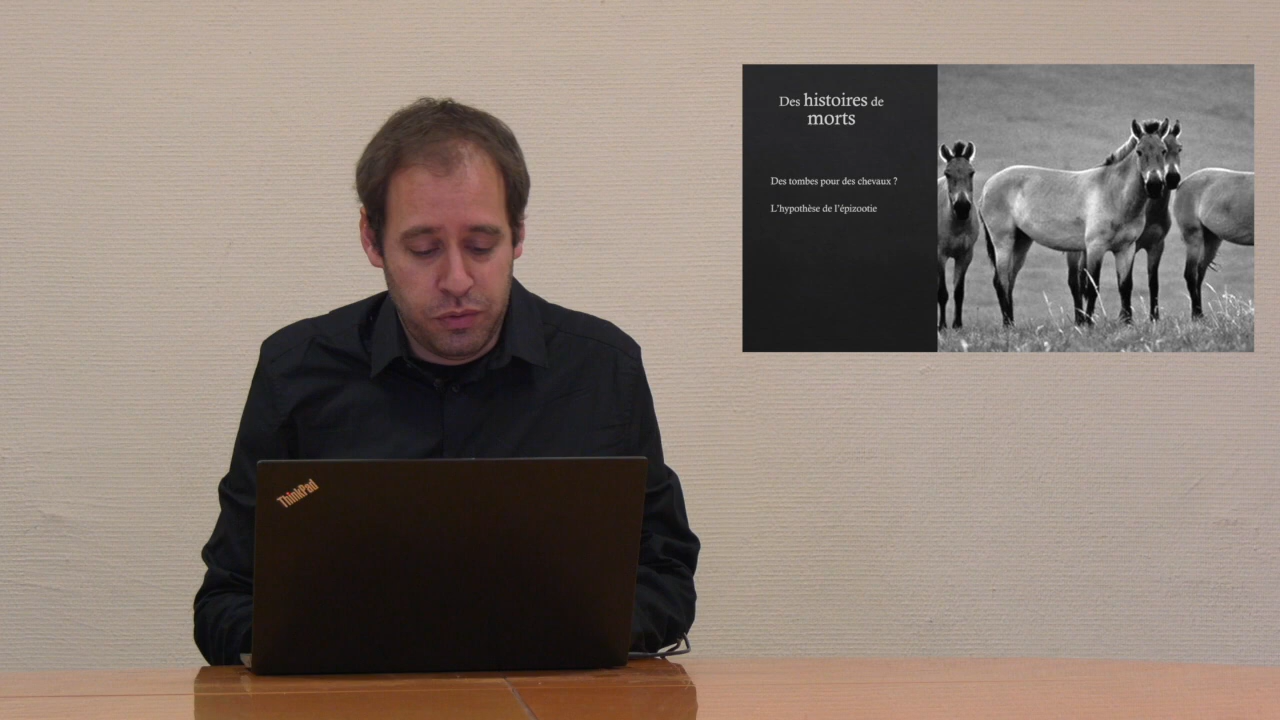 Des histoires de
morts
Des tombes pour des chevaux ?
L'hypothèse de l'épizootie
ThinkPad